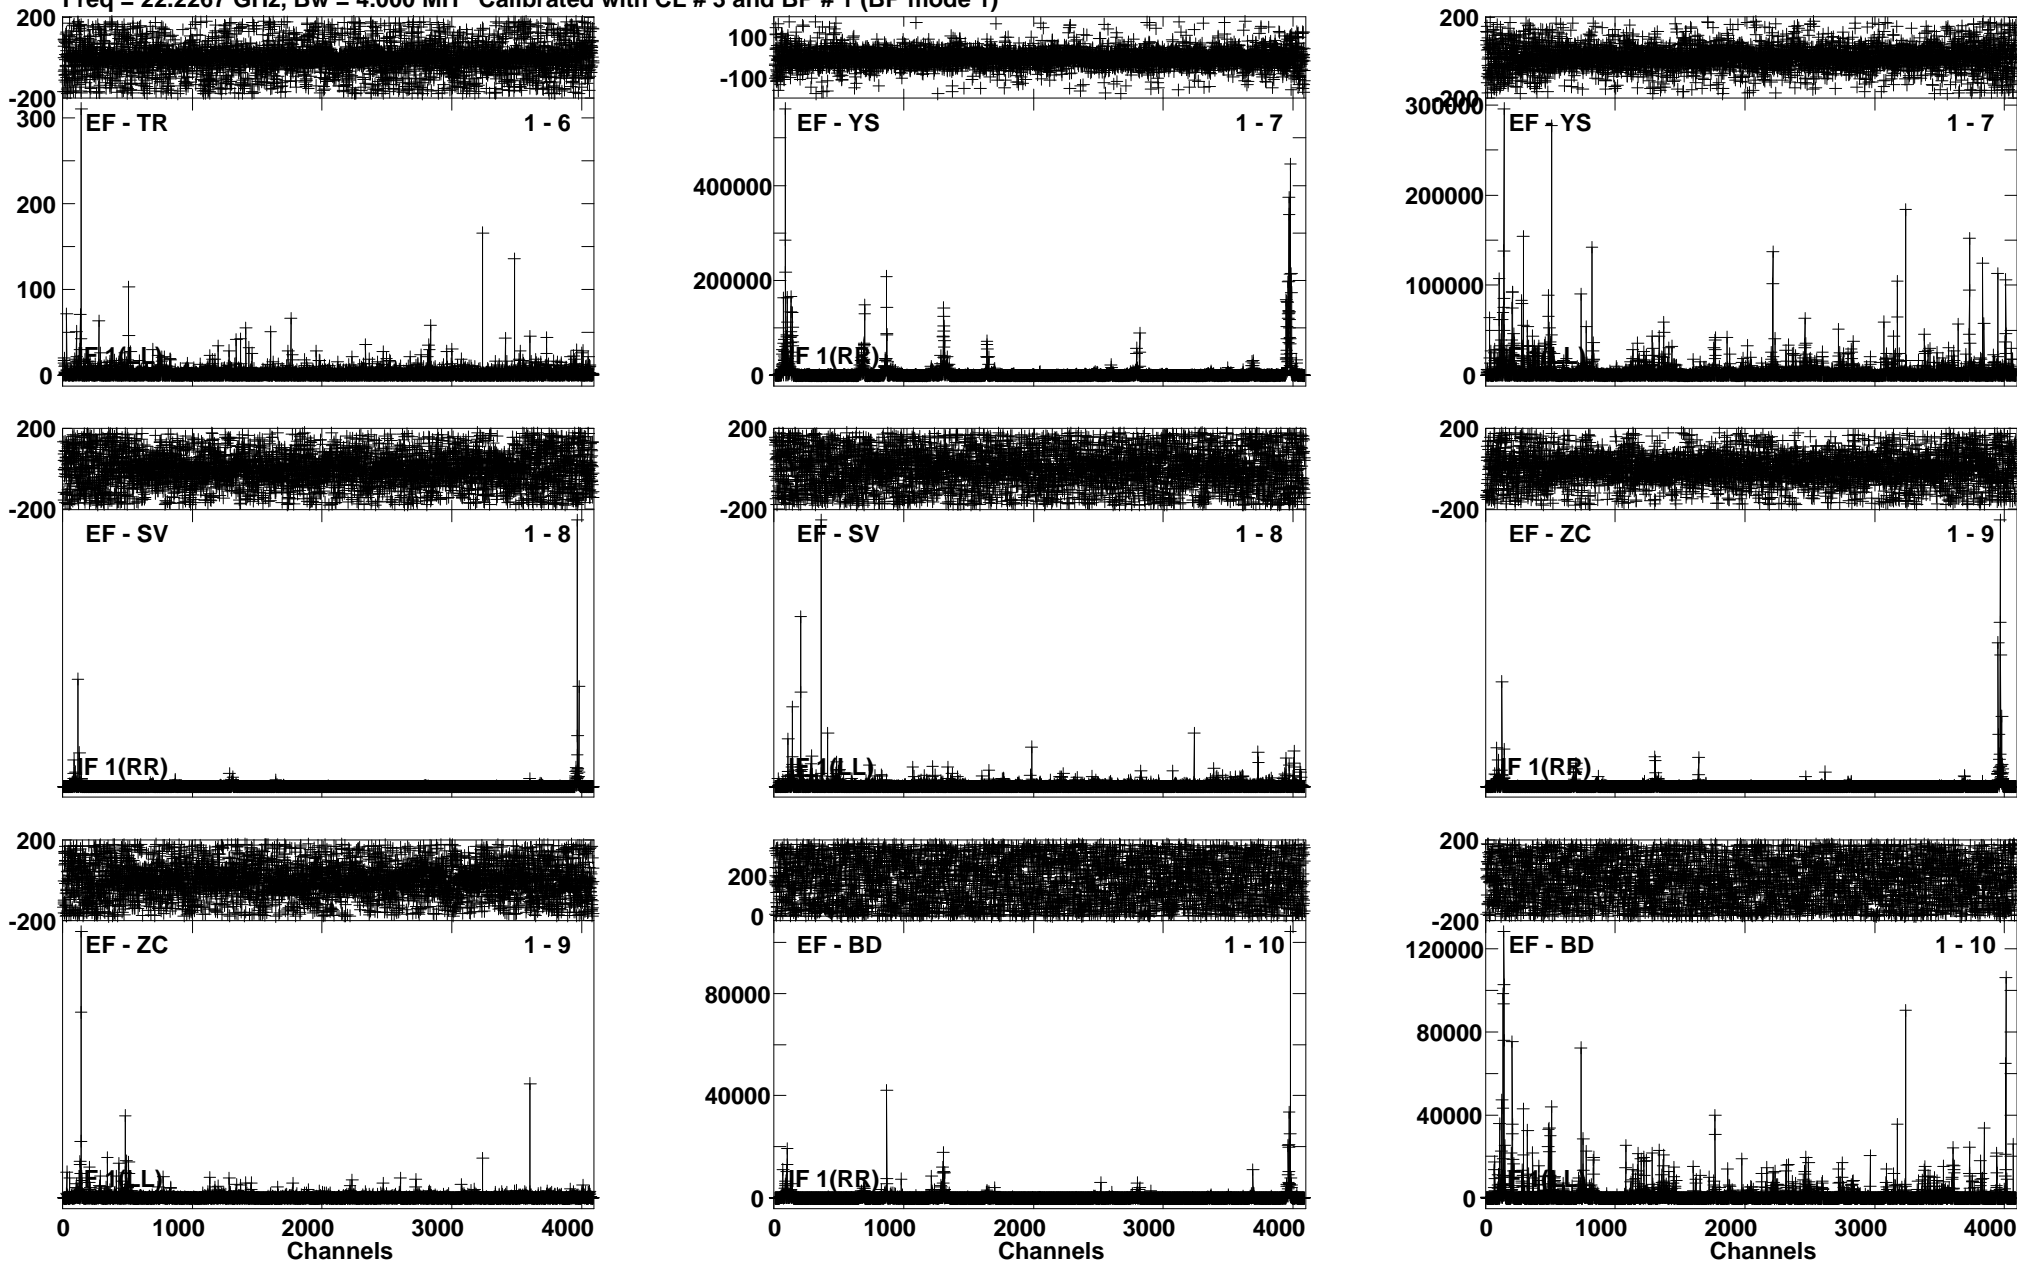 Freq = 22.2267 GHz, Bw = 4.000 MH Calibrated with CL # 3 and BP # 1 (BP mode 1)
200
-200
300
200
100
0
EF - TR
1 - 6
IF 1(LL)
100
-100
400000
200000
0
EF - YS
1 - 7
IF 1(RR)
200
-200
300000
200000
100000
0
EF - YS
1 - 7
200
-200
EF - SV
1 - 8
IF 1(RR)
200
-200
EF - SV
1 - 8
IF 1(LL)
200
-200
EF - ZC
1 - 9
IF 1(RR)
200
-200
EF - ZC
1 - 9
IF 1(LL)
0 1000 2000 3000 4000
Channels
200
0
80000
40000
0
EF - BD
1 - 10
IF 1(RR)
0 1000 2000 3000 4000
Channels
200
-200
120000
80000
40000
0
EF - BD
1 - 10
0 1000 2000 3000 4000
Channels